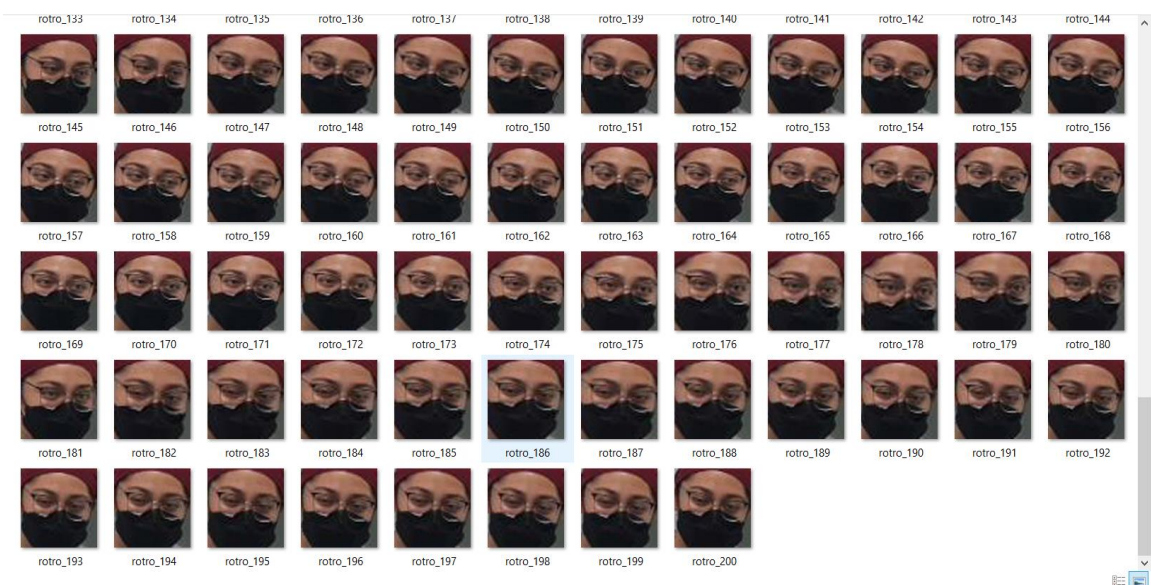 rotro_133 rotro_134 rotro_135 rotro_136 rotro_137 rotro_138 rotro_139 rotro_140 rotro_141 rotro_142 rotro_143 rotro_144
rotro_145 rotro_146 rotro_147 rotro_148 rotro_149 rotro_150 rotro_151 rotro_152 rotro_153 rotro_154 rotro_155 rotro_156
rotro_157 rotro_158 rotro_159 rotro_160 rotro_161 rotro_162 rotro_163 rotro_164 rotro_165 rotro_166 rotro_167 rotro_168
rotro_169 rotro_170 rotro_171 rotro_172 rotro_173 rotro_174 rotro_175 rotro_176 rotro_177 rotro_178 rotro_179 rotro_180
rotro_181 rotro_182 rotro_183 rotro_184 rotro_185 rotro_186 rotro_187 rotro_188 rotro_189 rotro_190 rotro_191 rotro_192
rotro_193 rotro_194 rotro_195 rotro_196 rotro_197 rotro_198 rotro_199 rotro_200